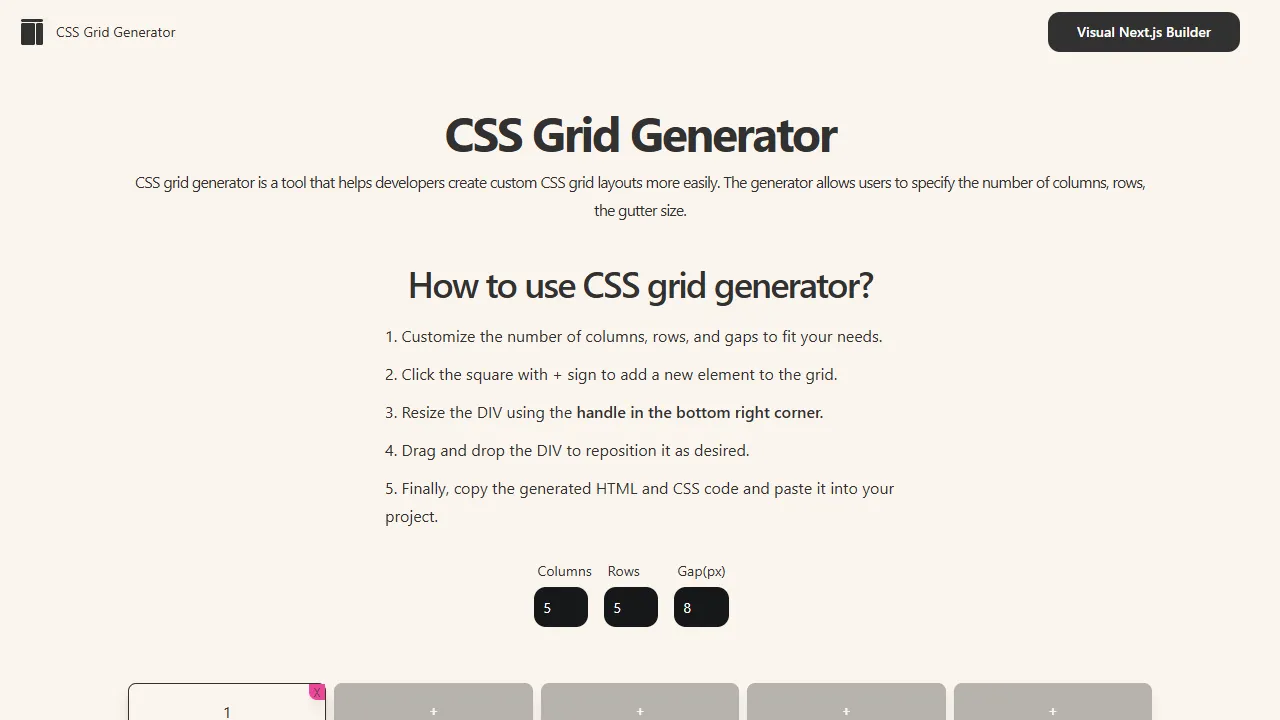 CSS Grid Generator
Visual Next.js Builder
CSS Grid Generator
CSS grid generator is a tool that helps developers create custom CSS grid layouts more easily. The generator allows users to specify the number of columns, rows,
the gutter size.
How to use CSS grid generator?
1. Customize the number of columns, rows, and gaps to fit your needs.
2. Click the square with + sign to add a new element to the grid.
3. Resize the DIV using the handle in the bottom right corner.
4. Drag and drop the DIV to reposition it as desired.
5. Finally, copy the generated HTML and CSS code and paste it into your
project.
Columns Rows Gap(px)
5 5 8
X
1 + + + +